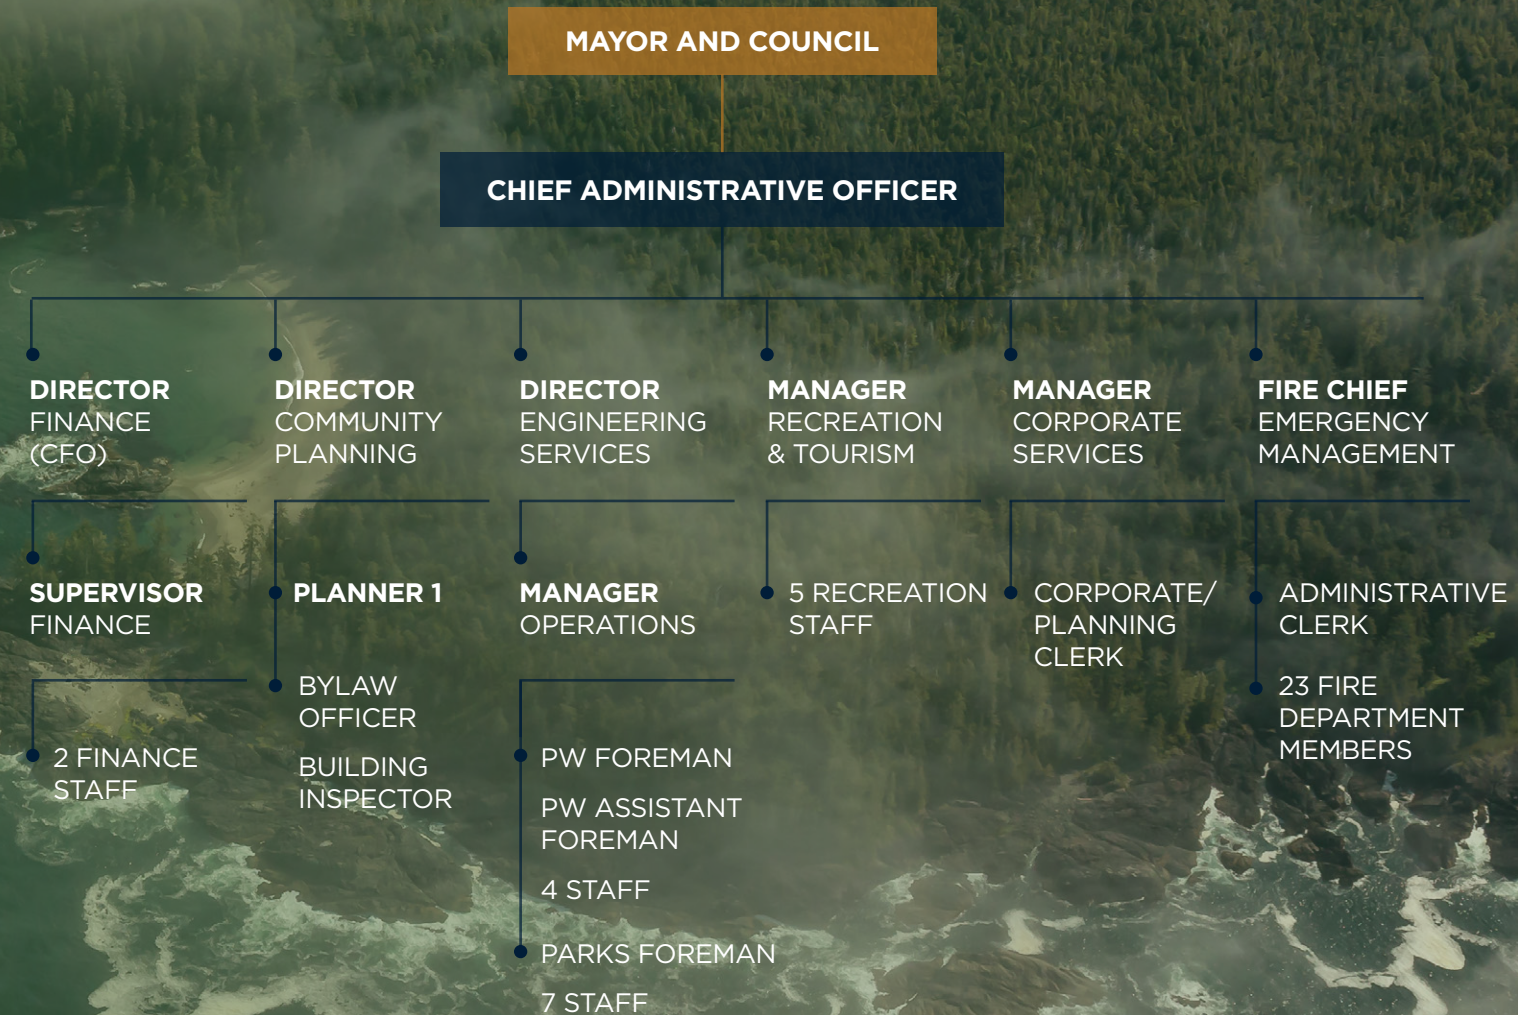 MAYOR AND COUNCIL
CHIEF ADMINISTRATIVE OFFICER
DIRECTOR
FINANCE
(CFO)
DIRECTOR
COMMUNITY
PLANNING
DIRECTOR
ENGINEERING
SERVICES
MANAGER
RECREATION
& TOURISM
MANAGER
CORPORATE
SERVICES
FIRE CHIEF
EMERGENCY
MANAGEMENT
SUPERVISOR
FINANCE
2 FINANCE
STAFF
PLANNER 1
BYLAW
OFFICER
BUILDING
INSPECTOR
MANAGER
OPERATIONS
PW FOREMAN
PW ASSISTANT
FOREMAN
4 STAFF
PARKS FOREMAN
7 STAFF
5 RECREATION
STAFF
CORPORATE/
PLANNING
CLERK
ADMINISTRATIVE
CLERK
23 FIRE
DEPARTMENT
MEMBERS